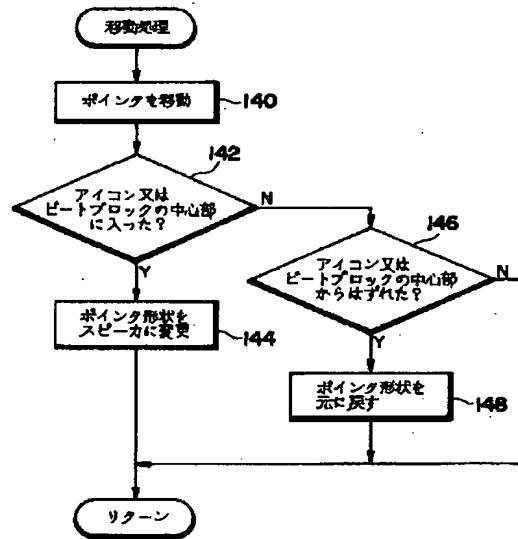 移動処理
ポインタを移動
140
142
アイコン又は
ビートブロックの中心部
に入った?
N
Y
146
アイコン又は
ビートブロックの中心部
からはずれた?
N
Y
ポインタ形状を
スピーカに変更
144
ポインタ形状を
元に戻す
148
リターン